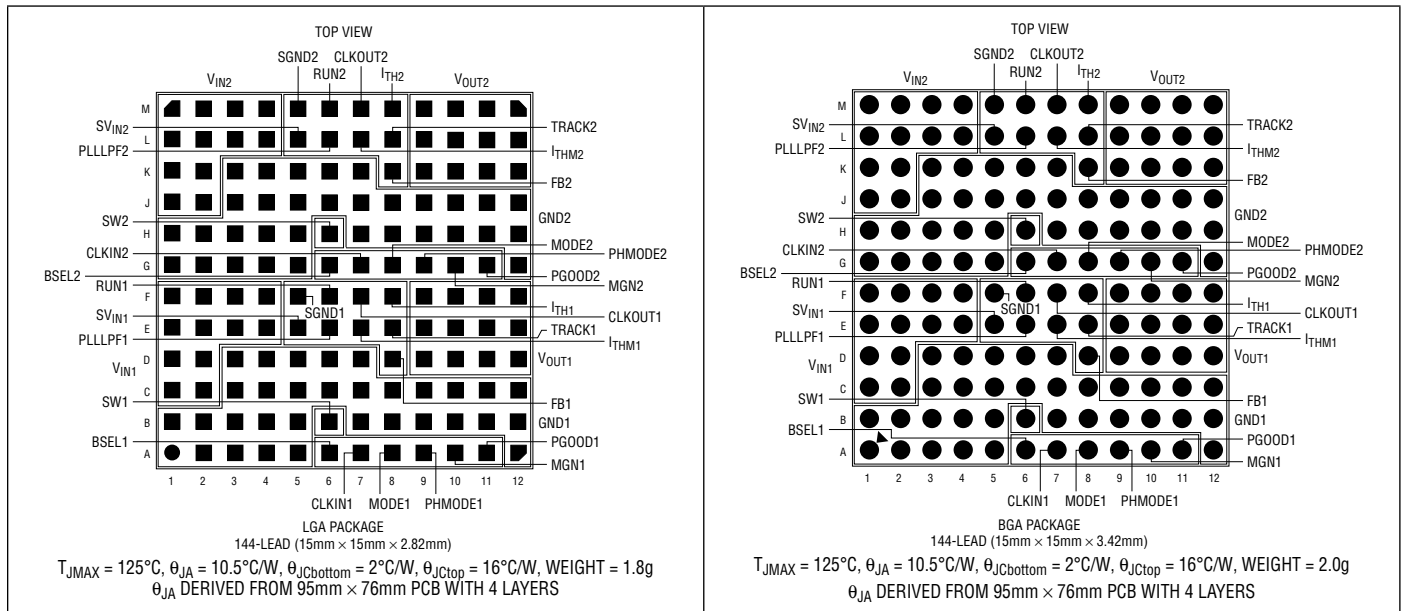 TOP VIEW
SGND2 CLKOUT2
VIN2 RUN2 ITH2 VOUT2
M
SVIN2 L TRACK2
PLLLPF2 ITHM2
K
FB2
J
SW2 GND2
H
CLKIN2 MODE2
G PHMODE2
BSEL2 PGOOD2
RUN1 MGN2
F
SGND1 ITH1
SVIN1 CLKOUT1
E
PLLLPF1 TRACK1
ITHM1
VIN1 D VOUT1
C
SW1 FB1
B GND1
BSEL1 PGOOD1
A
MGN1
1 2 3 4 5 6 7 8 9 10 11 12
CLKIN1 MODE1 PHMODE1
LGA PACKAGE
144-LEAD (15mm × 15mm × 2.82mm)
TJMAX = 125°C, θJA = 10.5°C/W, θJCbottom = 2°C/W, θJCtop = 16°C/W, WEIGHT = 1.8g
θJA DERIVED FROM 95mm × 76mm PCB WITH 4 LAYERS
TOP VIEW
SGND2 CLKOUT2
VIN2 RUN2 ITH2 VOUT2
M
SVIN2 L TRACK2
PLLLPF2 ITHM2
K
FB2
J
SW2 GND2
H
CLKIN2 MODE2
G PHMODE2
BSEL2 PGOOD2
RUN1 MGN2
F
SGND1 ITH1
SVIN1 CLKOUT1
E TRACK1
PLLLPF1 ITHM1
VIN1 D VOUT1
C
SW1 FB1
B GND1
BSEL1 PGOOD1
A MGN1
1 2 3 4 5 6 7 8 9 10 11 12
CLKIN1 MODE1 PHMODE1
BGA PACKAGE
144-LEAD (15mm × 15mm × 3.42mm)
TJMAX = 125°C, θJA = 10.5°C/W, θJCbottom = 2°C/W, θJCtop = 16°C/W, WEIGHT = 2.0g
θJA DERIVED FROM 95mm × 76mm PCB WITH 4 LAYERS